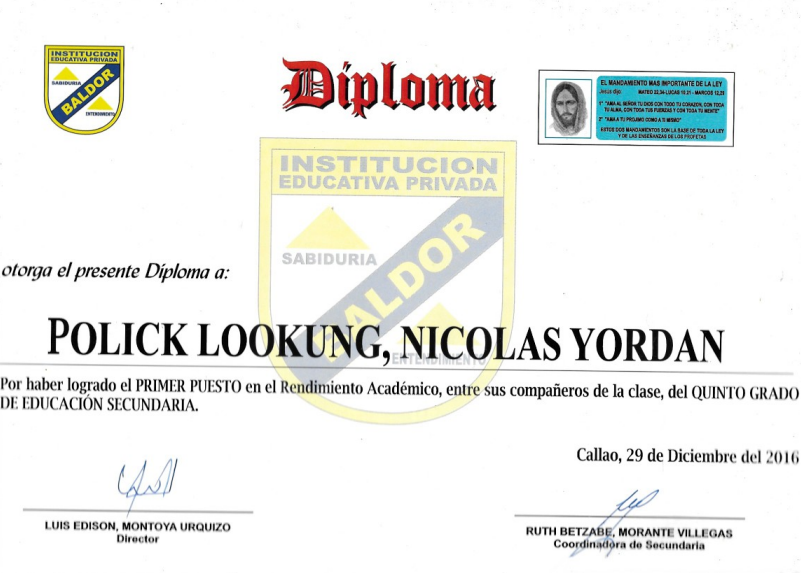 INSTITUCION
EDUCATIVA PRIVADA
SABIDURIA
BALDOR
ENTENDIMIENTO
Diploma
EL MANDAMIENTO MAS IMPORTANTE DE LA LEY
Jesús dijo: MATEO 22,34-LUCAS 10.21 - MARCOS 12,28
1° "AMA AL SEÑOR TU DIOS CON TODO TU CORAZON, CON TODA
TU ALMA, CON TODA TUS FUERZAS Y CON TODA TU MENTE"
2° "AMA A TU PROJIMO COMO A TI MISMO"
ESTOS DOS MANDAMIENTOS SON LA BASE DE TODA LA LEY
Y DE LAS ENSEÑANZAS DE LOS PROFETAS
INSTITUCION
EDUCATIVA PRIVADA
SABIDURIA
BALDOR
ENTENDIMIENTO
otorga el presente Diploma a:
POLICK LOOKUNG, NICOLAS YORDAN
Por haber logrado el PRIMER PUESTO en el Rendimiento Académico, entre sus compañeros de la clase, del QUINTO GRADO
DE EDUCACIÓN SECUNDARIA.
Callao, 29 de Diciembre del 2016
LUIS EDISON, MONTOYA URQUIZO
Director
RUTH BETZABE, MORANTE VILLEGAS
Coordinadora de Secundaria